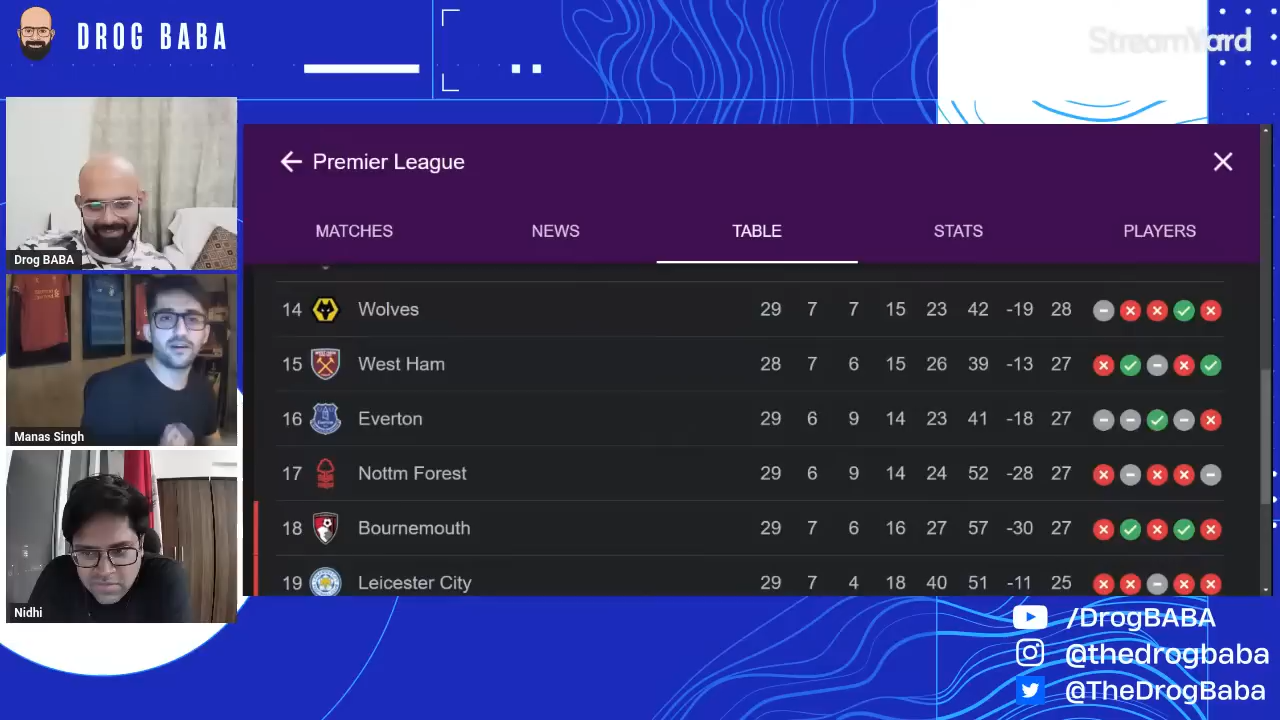 DROG BABA
StreamYard
Drog BABA
Manas Singh
Nidhi
Premier League
MATCHES NEWS TABLE STATS PLAYERS
14 Wolves 29 7 7 15 23 42 -19 28
15 West Ham 28 7 6 15 26 39 -13 27
16 Everton 29 6 9 14 23 41 -18 27
17 Nottm Forest 29 6 9 14 24 52 -28 27
18 Bournemouth 29 7 6 16 27 57 -30 27
19 Leicester City 29 7 4 18 40 51 -11 25
/DrogBABA
@thedrogbaba
@TheDrogBaba